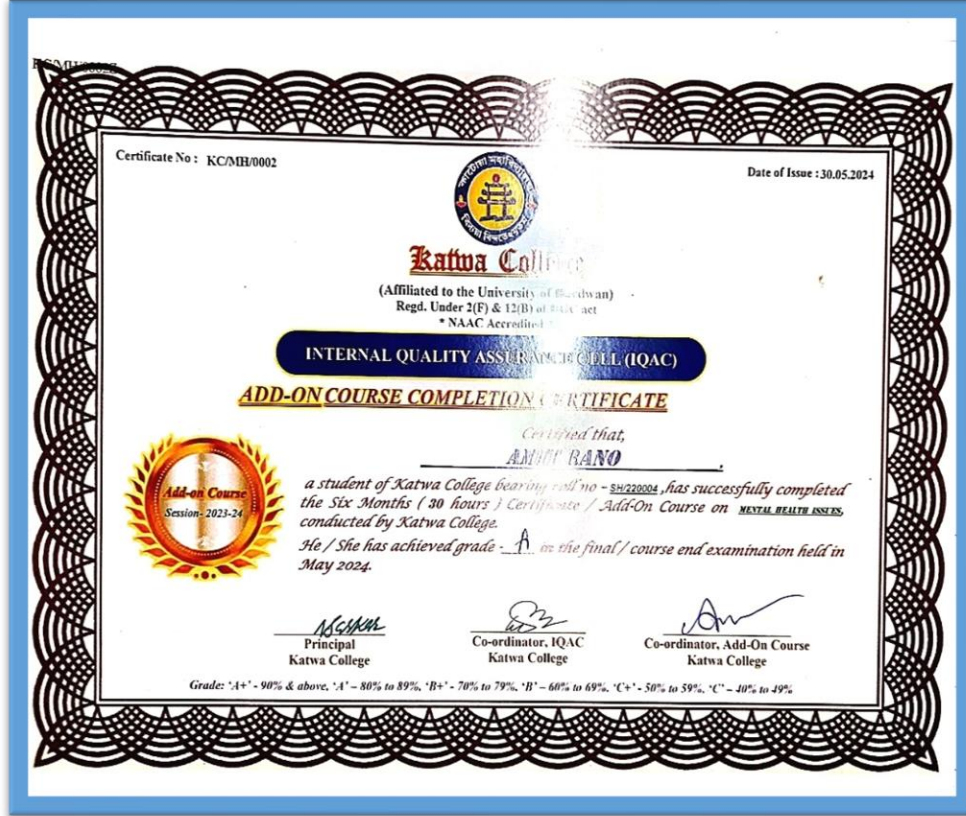 Certificate No : KC/MH/0002
Date of Issue : 30.05.2024
Katwa
(Affiliated to the University of
Regd. Under 2(F) & 12(B) of act
* NAAC Accredited
INTERNAL QUALITY ASSURANCE CELL (IQAC)
ADD-ON COURSE COMPLETION CERTIFICATE
Certified that,
RANO
Add-on Course
Session- 2023-24
a student of Katwa College bearing roll no - SH/220004 ,has successfully completed
the Six Months ( 30 hours ) Certificate / Add-On Course on MENTAL HEALTH ISSUES,
conducted by Katwa College.
He / She has achieved grade - A in the final / course end examination held in
May 2024.
Principal
Katwa College
Co-ordinator, IQAC
Katwa College
Co-ordinator, Add-On Course
Katwa College
Grade: 'A+' - 90% & above, 'A' – 80% to 89%, 'B+' - 70% to 79%, 'B' – 60% to 69%, 'C+' - 50% to 59%, 'C' – 40% to 49%